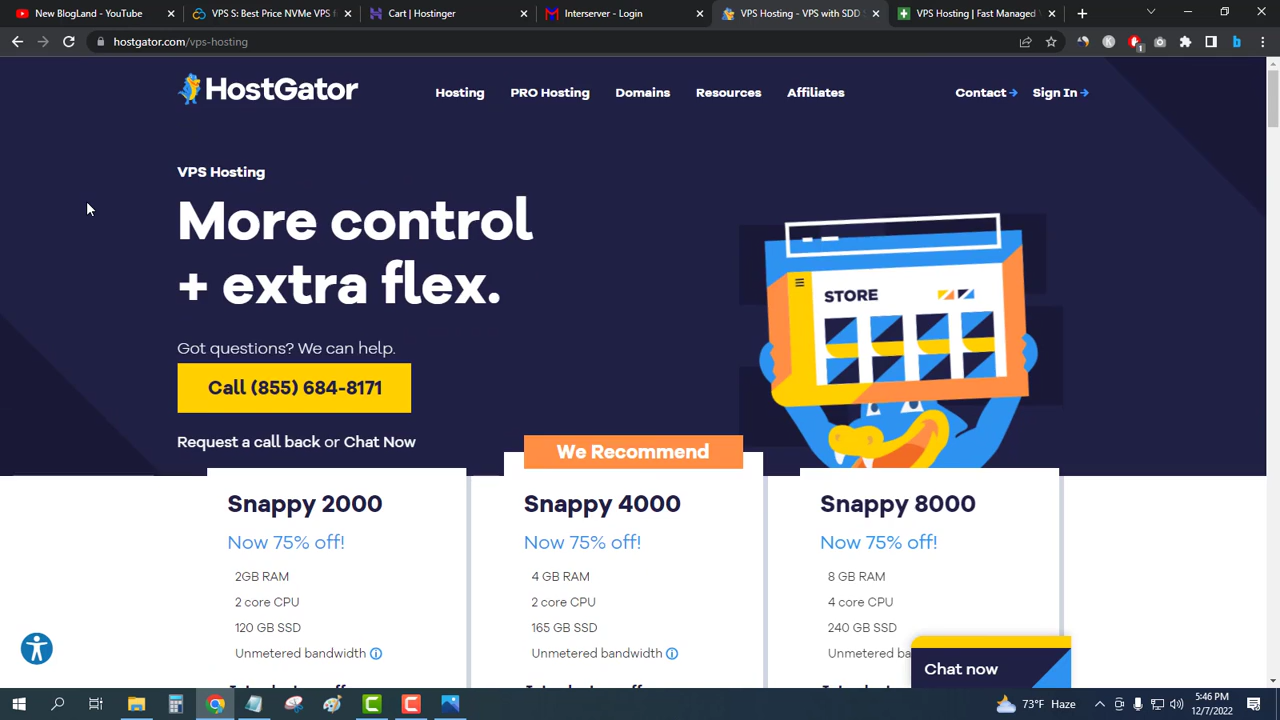 New BlogLand - YouTube
VPS S: Best Price NVMe VPS f
Cart | Hostinger
Interserver - Login
VPS Hosting - VPS with SDD S
VPS Hosting | Fast Managed V
hostgator.com/vps-hosting
1
HostGator
Hosting
PRO Hosting
Domains
Resources
Affiliates
Contact
Sign In
VPS Hosting
More control
+ extra flex.
STORE
Got questions? We can help.
Call (855) 684-8171
Request a call back or Chat Now
We Recommend
Snappy 2000
Now 75% off!
2GB RAM
2 core CPU
120 GB SSD
Unmetered bandwidth
Snappy 4000
Now 75% off!
4 GB RAM
2 core CPU
165 GB SSD
Unmetered bandwidth
Snappy 8000
Now 75% off!
8 GB RAM
4 core CPU
240 GB SSD
Unmetered ba
Chat now
73°F Haze
5:46 PM
12/7/2022